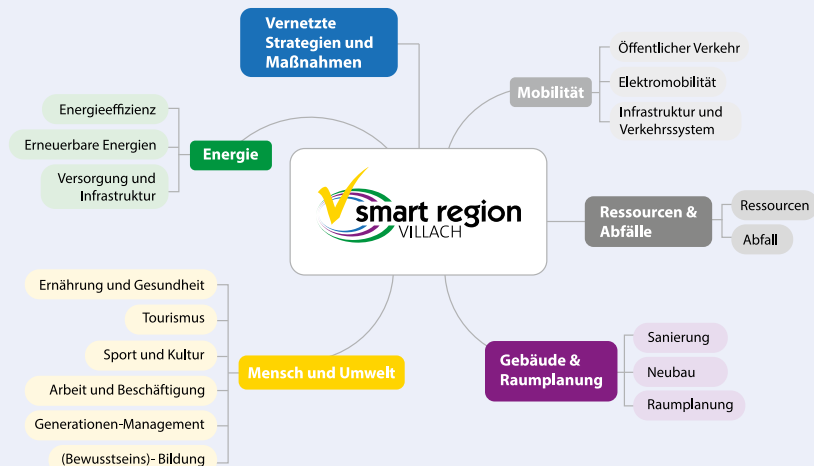 Vernetzte
Strategien und
Maßnahmen
Mobilität
Öffentlicher Verkehr
Elektromobilität
Infrastruktur und
Verkehrssystem
Energieeffizienz
Erneuerbare Energien
Versorgung und
Infrastruktur
Energie
smart region
VILLACH
Ressourcen &
Abfälle
Ressourcen
Abfall
Ernährung und Gesundheit
Tourismus
Sport und Kultur
Arbeit und Beschäftigung
Generationen-Management
(Bewusstseins)- Bildung
Mensch und Umwelt
Gebäude &
Raumplanung
Sanierung
Neubau
Raumplanung